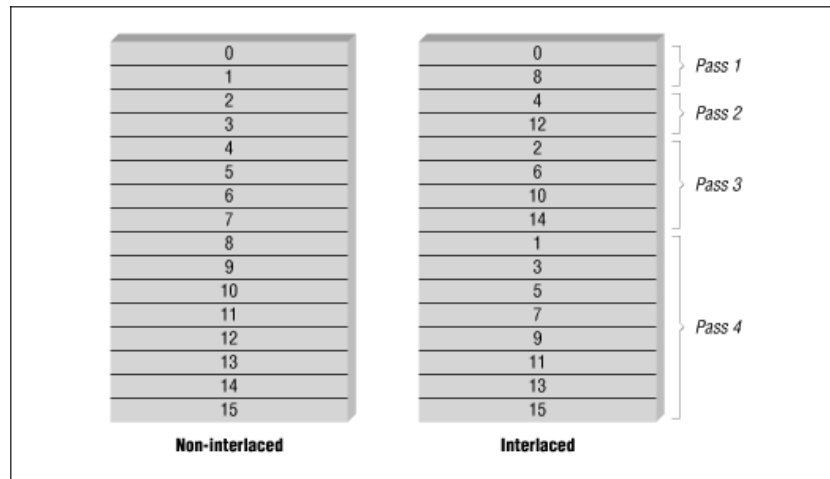 0 0
1 8 Pass 1
2 4
3 12 Pass 2
4 2
5 6
6 10 Pass 3
7 14
8 1
9 3
10 5
11 7
12 9 Pass 4
13 11
14 13
15 15
Non-interlaced Interlaced